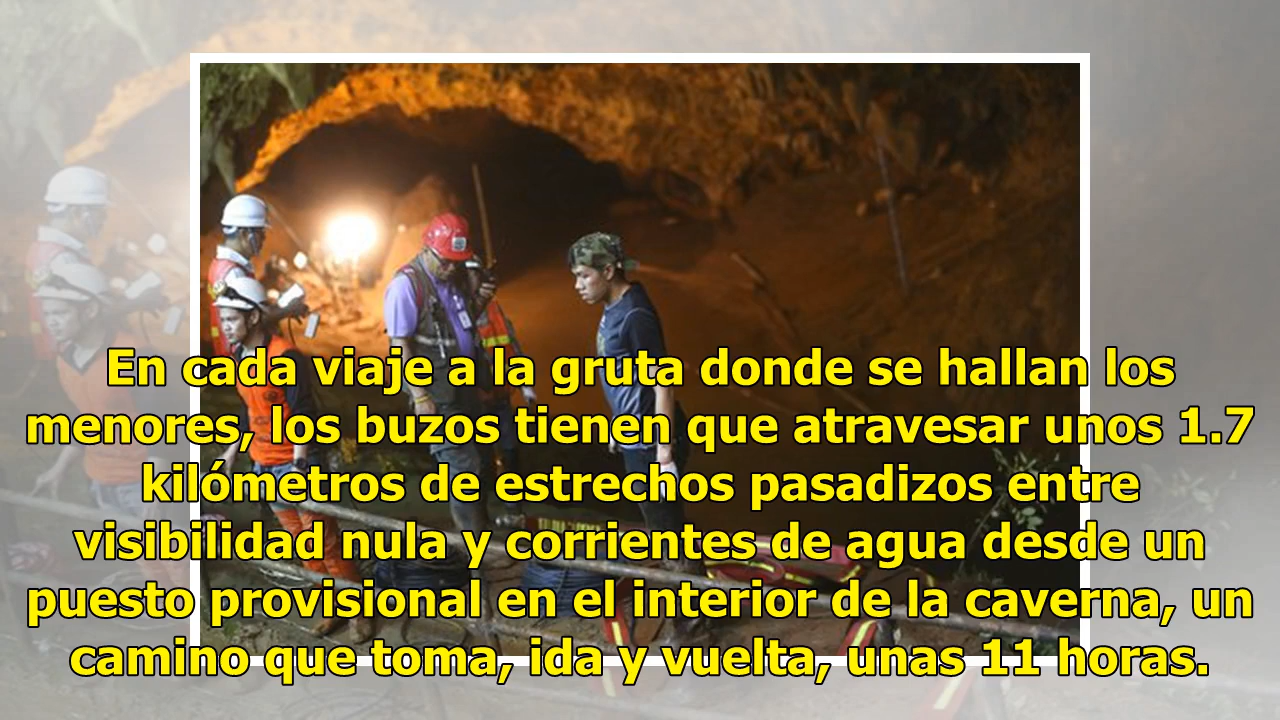 En cada viaje a la gruta donde se hallan los
menores, los buzos tienen que atravesar unos 1.7
kilómetros de estrechos pasadizos entre
visibilidad nula y corrientes de agua desde un
puesto provisional en el interior de la caverna, un
camino que toma, ida y vuelta, unas 11 horas.